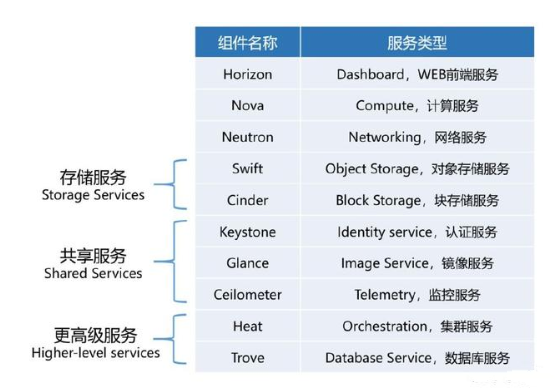 组件名称 服务类型
Horizon Dashboard，WEB前端服务
Nova Compute，计算服务
Neutron Networking，网络服务
存储服务
Storage Services
Swift Object Storage，对象存储服务
Cinder Block Storage，块存储服务
共享服务
Shared Services
Keystone Identity service，认证服务
Glance Image Service，镜像服务
Ceilometer Telemetry，监控服务
更高级服务
Higher-level services
Heat Orchestration，集群服务
Trove Database Service，数据库服务